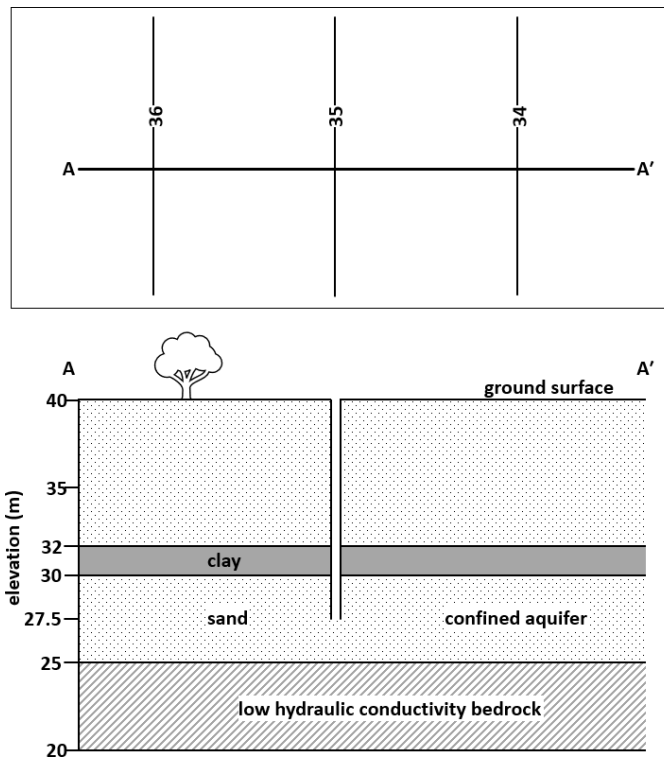 36
35
34
A A'
A A'
ground surface
40
35
32
clay
30
elevation (m)
27.5
sand confined aquifer
25
low hydraulic conductivity bedrock
20